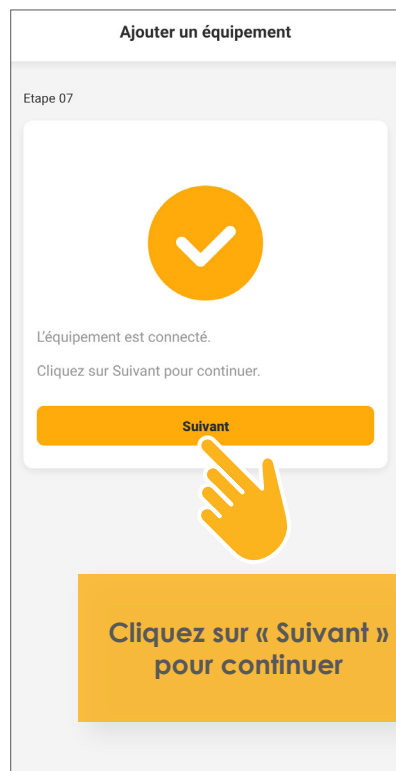 Ajouter un équipement
Etape 07
L'équipement est connecté.
Cliquez sur Suivant pour continuer.
Suivant
Cliquez sur « Suivant »
pour continuer